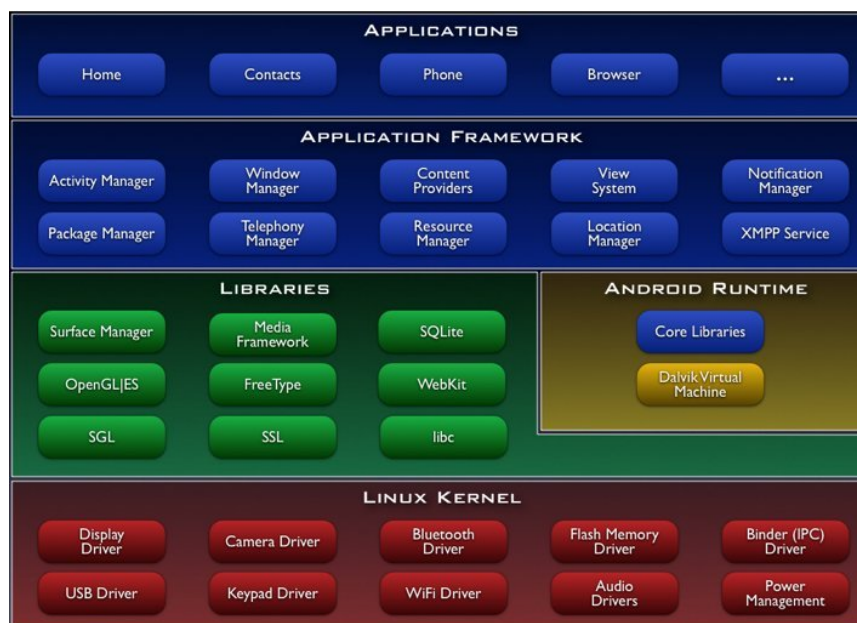 APPLICATIONS
Home
Contacts
Phone
Browser
...
APPLICATION FRAMEWORK
Activity Manager
Window
Manager
Content
Providers
View
System
Notification
Manager
Package Manager
Telephony
Manager
Resource
Manager
Location
Manager
XMPP Service
LIBRARIES
Surface Manager
Media
Framework
SQLite
OpenGL|ES
FreeType
WebKit
SGL
SSL
libc
ANDROID RUNTIME
Core Libraries
Dalvik Virtual
Machine
LINUX KERNEL
Display
Driver
Camera Driver
Bluetooth
Driver
Flash Memory
Driver
Binder (IPC)
Driver
USB Driver
Keypad Driver
WiFi Driver
Audio
Drivers
Power
Management